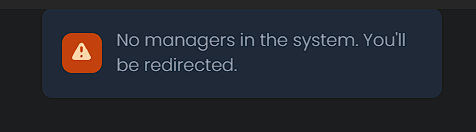 No managers in the system. You'll
be redirected.